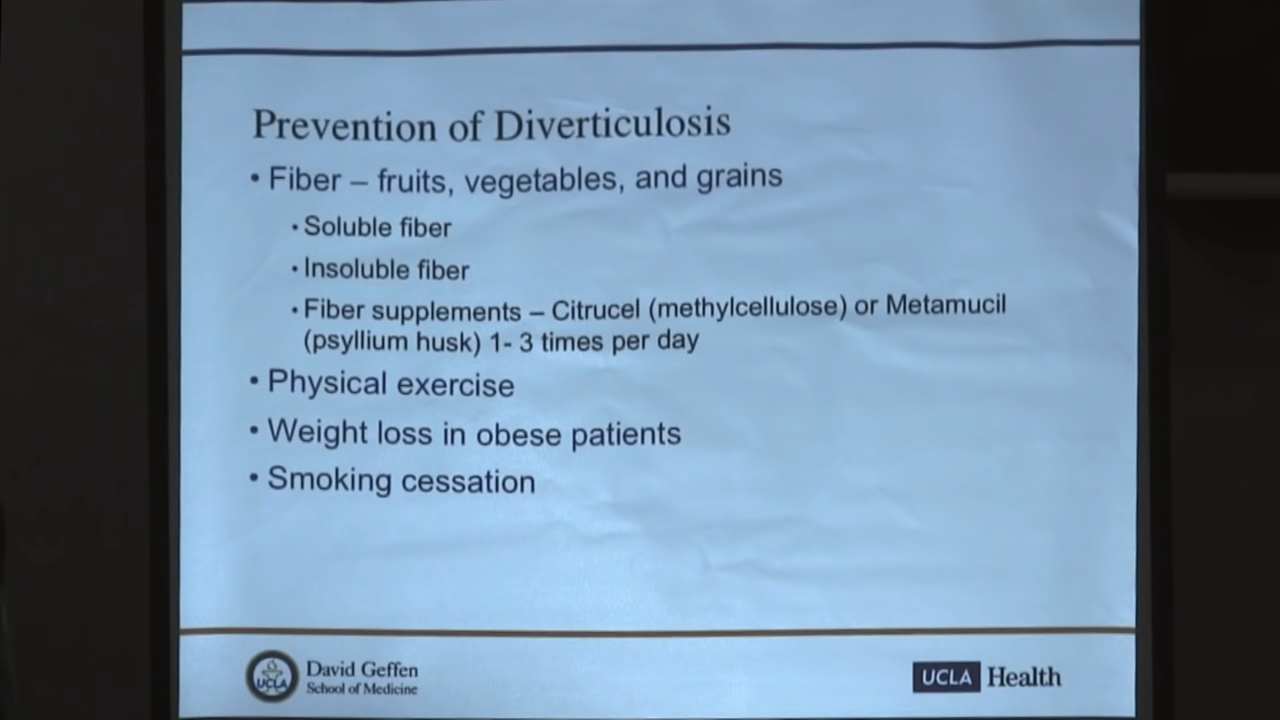 Prevention of Diverticulosis
• Fiber – fruits, vegetables, and grains
• Soluble fiber
• Insoluble fiber
• Fiber supplements – Citrucel (methylcellulose) or Metamucil
(psyllium husk) 1- 3 times per day
• Physical exercise
• Weight loss in obese patients
• Smoking cessation
UCLA
David Geffen
School of Medicine
UCLA Health